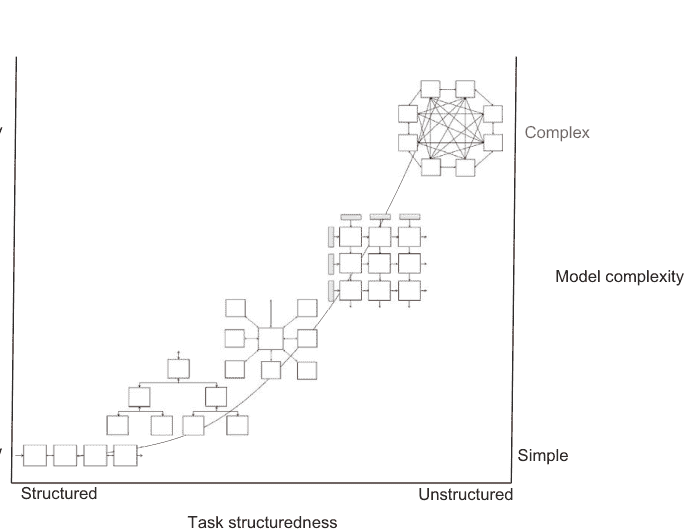 Complex
Model complexity
Simple
Structured
Unstructured
Task structuredness